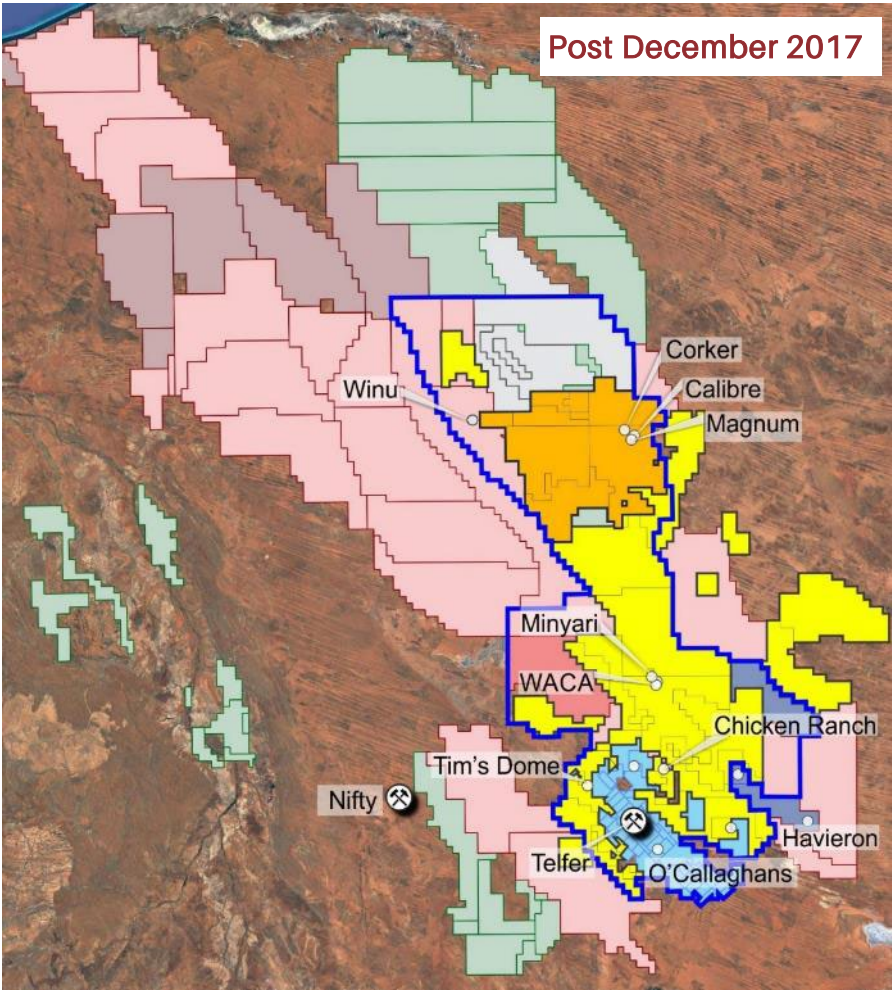 Post December 2017
Corker
Calibre
Winu
Magnum
Minyari
WACA
Chicken Ranch
Tim's Dome
Nifty
Havieron
Telfer
O'Callaghans